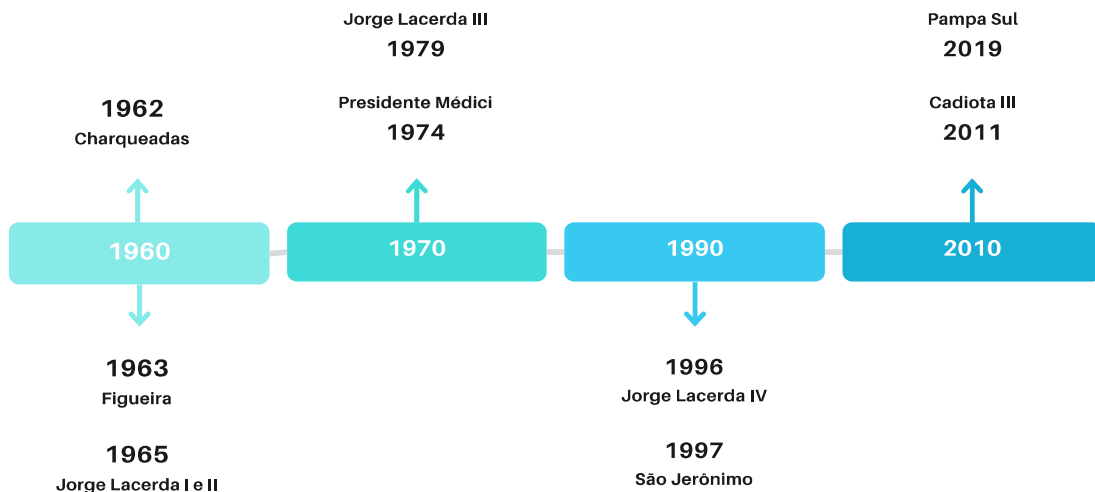 Jorge Lacerda III
1979
Pampa Sul
2019
1962
Charqueadas
Presidente Médici
1974
Cadiota III
2011
1960
1970
1990
2010
1963
Figueira
1996
Jorge Lacerda IV
1965
Jorge Lacerda I e II
1997
São Jerônimo